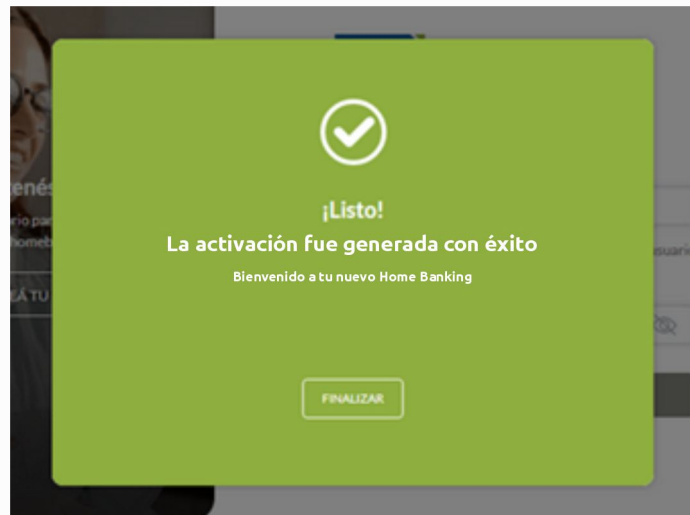 ¡Listo!
La activación fue generada con éxito
Bienvenido a tu nuevo Home Banking
FINALIZAR